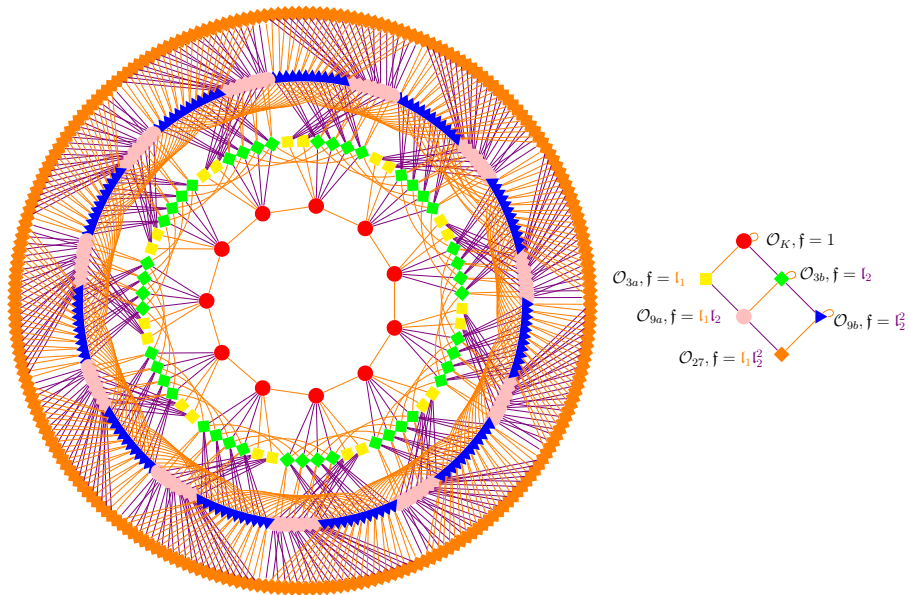 𝒪_K, 𝔣 = 1
𝒪_{3a}, 𝔣 = 𝔩_1
𝒪_{3b}, 𝔣 = 𝔩_2
𝒪_{9a}, 𝔣 = 𝔩_1𝔩_2
𝒪_{9b}, 𝔣 = 𝔩_2^2
𝒪_{27}, 𝔣 = 𝔩_1𝔩_2^2